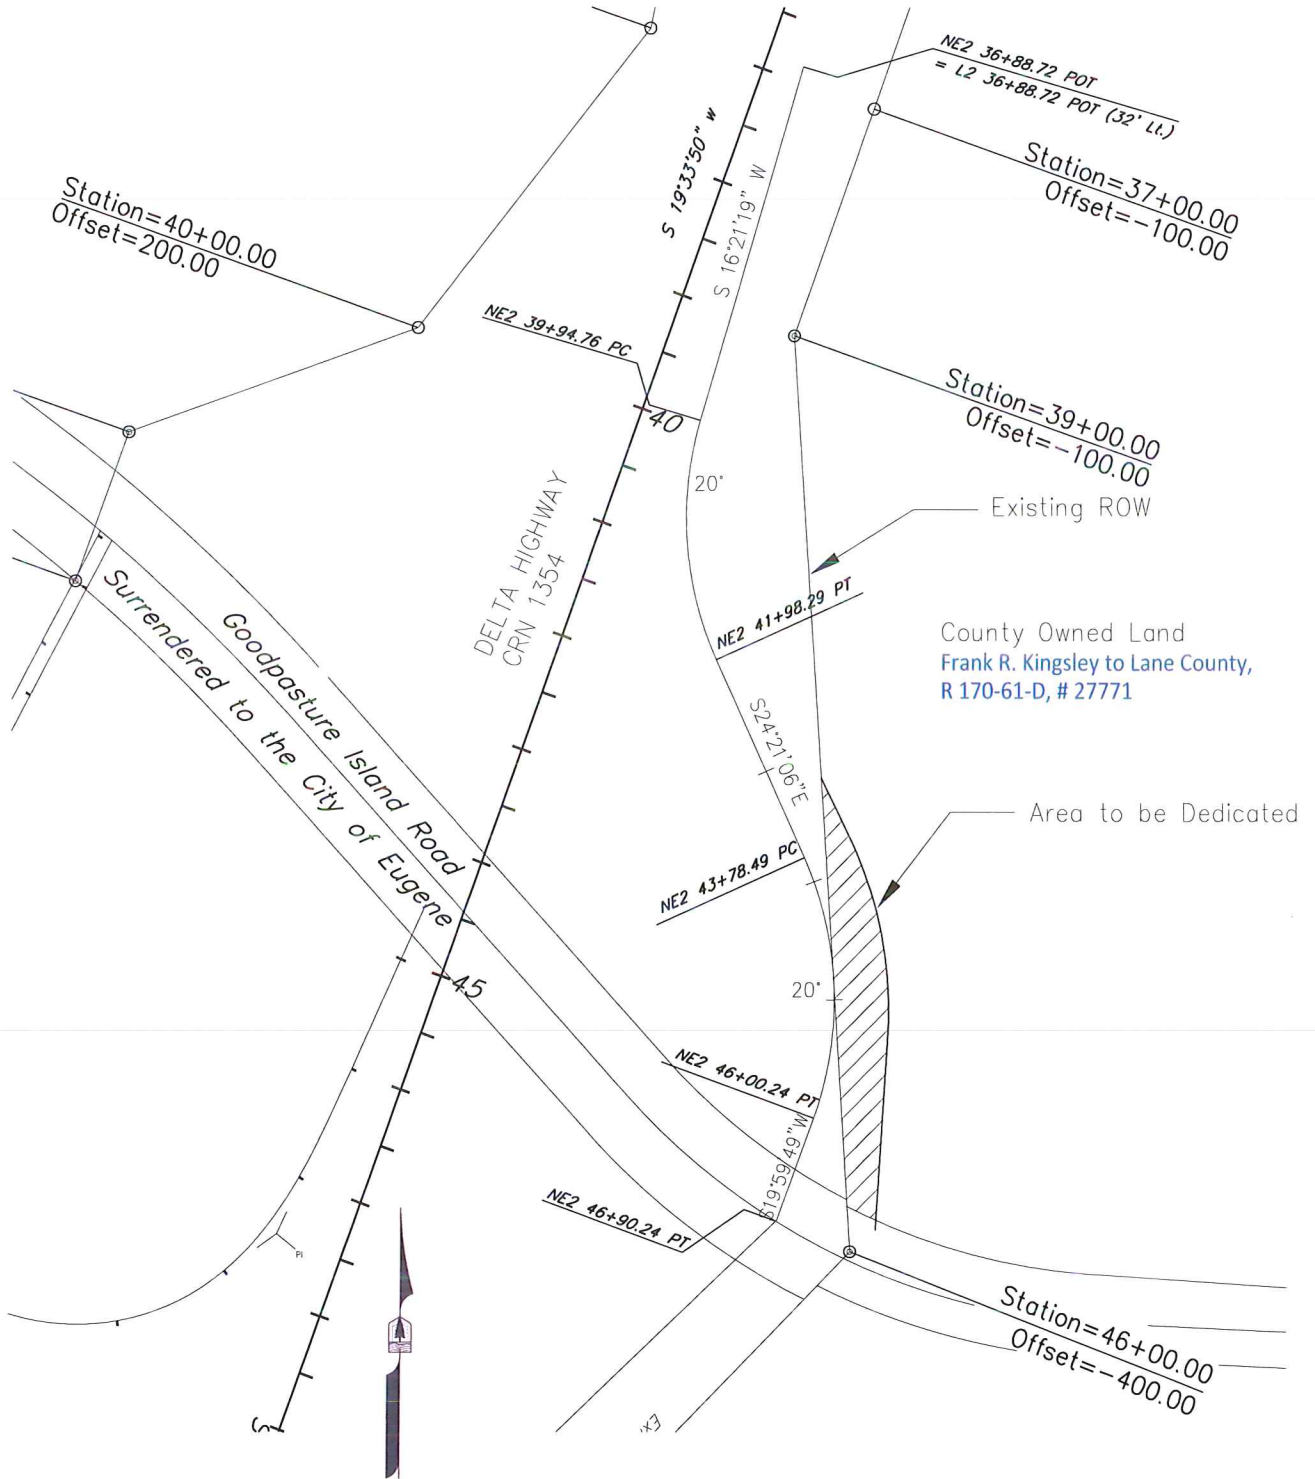 NE2 36+88.72 POT
= L2 36+88.72 POT (32' Lt.)
Station=37+00.00
Offset=-100.00
S 19°33'50" W
S 16°21'19" W
Station=40+00.00
Offset=200.00
NE2 39+94.76 PC
40
Station=39+00.00
Offset=-100.00
20°
Existing ROW
DELTA HIGHWAY
CRN 1354
NE2 41+98.29 PT
County Owned Land
Frank R. Kingsley to Lane County,
R 170-61-D, # 27771
Goodpasture Island Road
Surrendered to the City of Eugene
S24°21'06"E
Area to be Dedicated
NE2 43+78.49 PC
45
20°
NE2 46+00.24 PT
S19°59'49"W
NE2 46+90.24 PT
PI
Station=46+00.00
Offset=-400.00